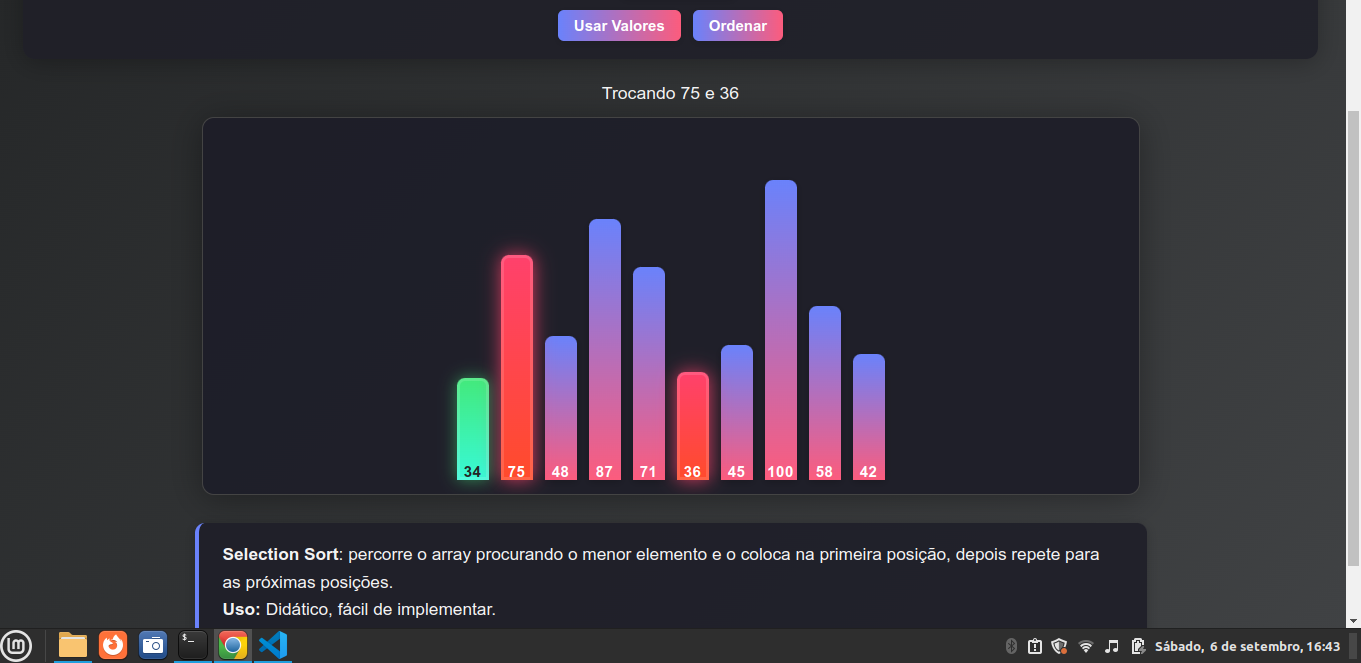 Usar Valores Ordenar
Trocando 75 e 36
34 75 48 87 71 36 45 100 58 42
Selection Sort: percorre o array procurando o menor elemento e o coloca na primeira posição, depois repete para
as próximas posições.
Uso: Didático, fácil de implementar.
Sábado, 6 de setembro, 16:43